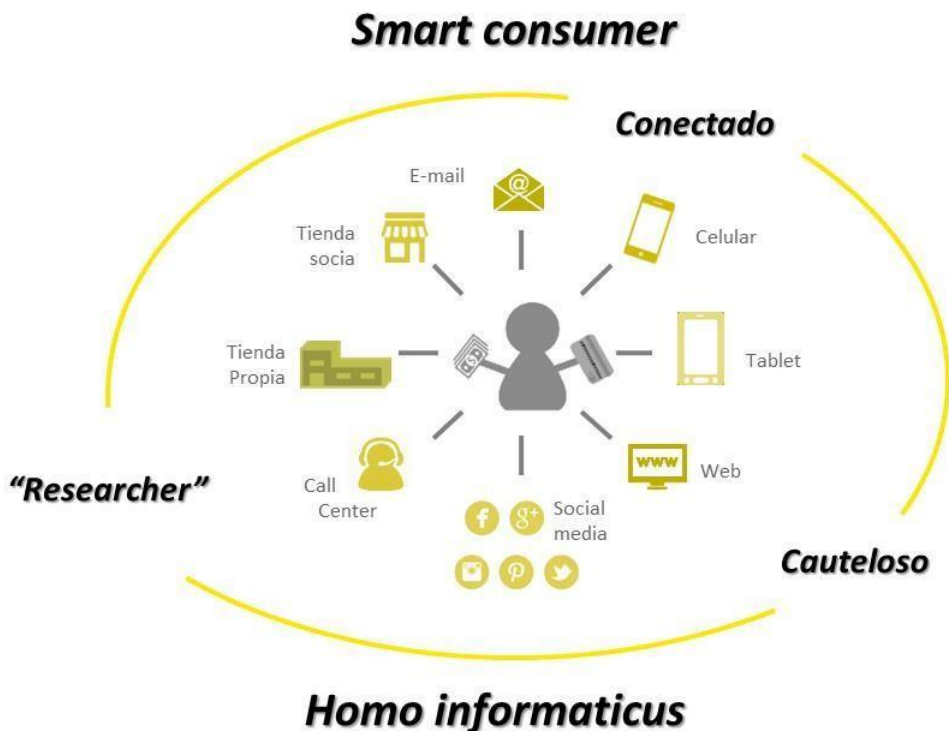 Smart consumer
Conectado
E-mail
@
Tienda
socia
Celular
Tienda
Propia
$
Tablet
"Researcher"
Call
Center
www
Web
f
g+
Social
media
Cauteloso
Homo informaticus